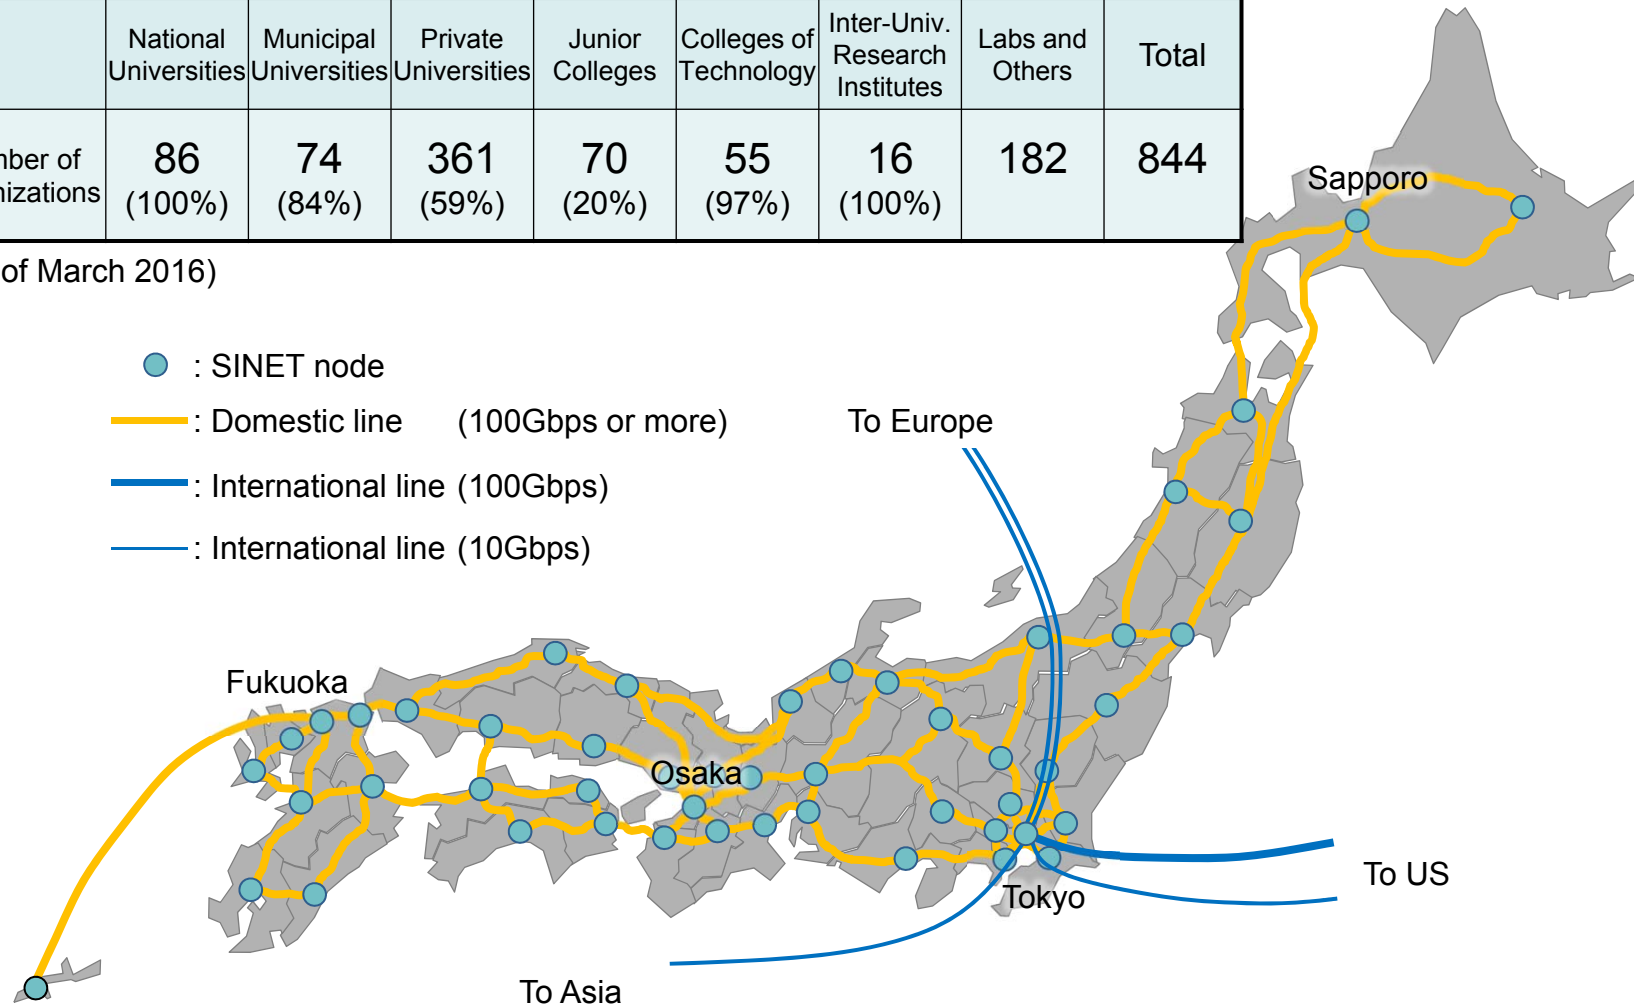 National Universities
Municipal Universities
Private Universities
Junior Colleges
Colleges of Technology
Inter-Univ. Research Institutes
Labs and Others
Total
of
86 (100%)
74 (84%)
361 (59%)
70 (20%)
55 (97%)
16 (100%)
182
844
of March 2016)
: SINET node
: Domestic line (100Gbps or more)
: International line (100Gbps)
: International line (10Gbps)
To Europe
Sapporo
Fukuoka
Osaka
Tokyo
To US
To Asia